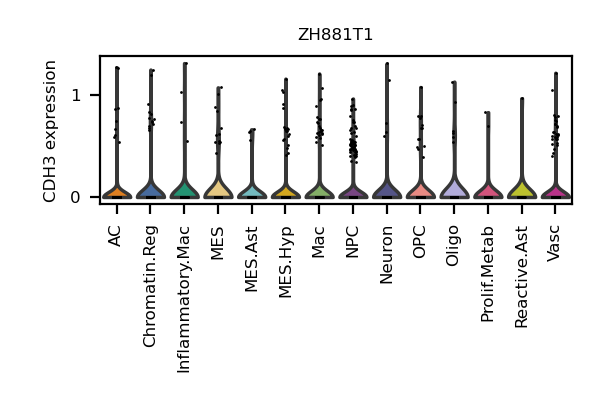 ZH881T1
CDH3 expression
1
0
AC
Chromatin.Reg
Inflammatory.Mac
MES
MES.Ast
MES.Hyp
Mac
NPC
Neuron
OPC
Oligo
Prolif.Metab
Reactive.Ast
Vasc